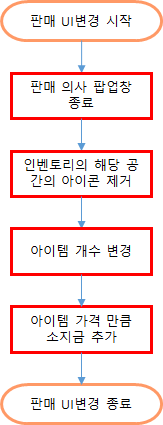 판매 UI변경 시작
판매 의사 팝업창
종료
인벤토리의 해당 공
간의 아이콘 제거
아이템 개수 변경
아이템 가격 만큼
소지금 추가
판매 UI변경 종료